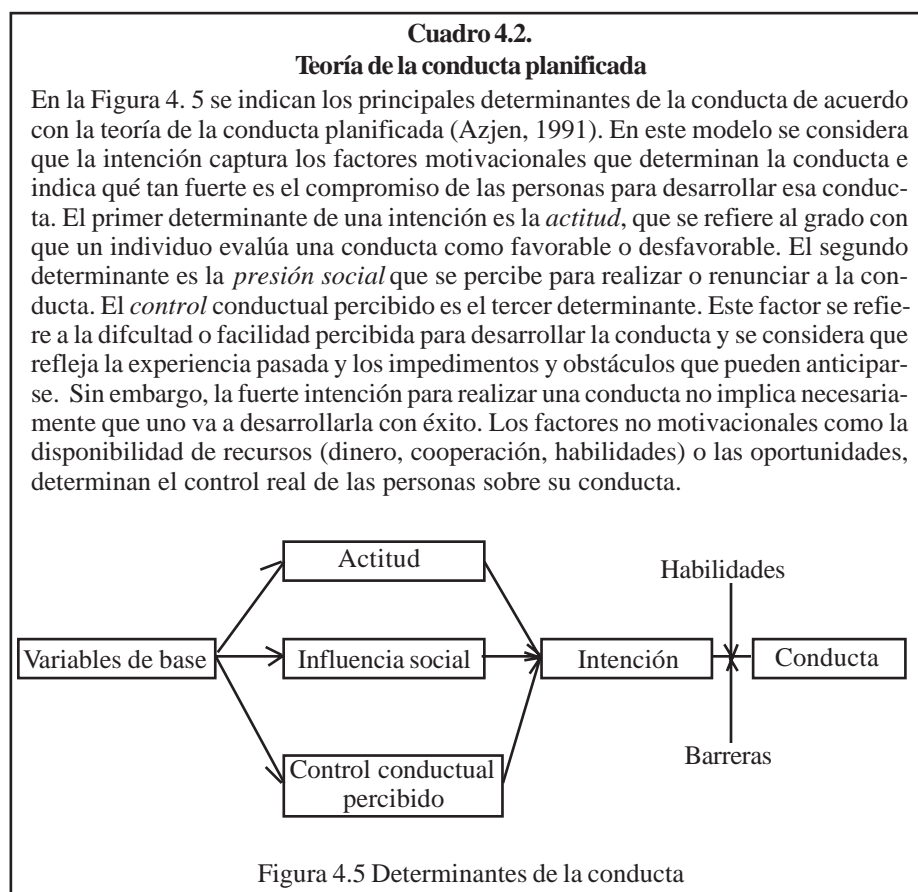 Cuadro 4.2.
Teoría de la conducta planificada
En la Figura 4. 5 se indican los principales determinantes de la conducta de acuerdo
con la teoría de la conducta planificada (Azjen, 1991). En este modelo se considera
que la intención captura los factores motivacionales que determinan la conducta e
indica qué tan fuerte es el compromiso de las personas para desarrollar esa conduc-
ta. El primer determinante de una intención es la actitud, que se refiere al grado con
que un individuo evalúa una conducta como favorable o desfavorable. El segundo
determinante es la presión social que se percibe para realizar o renunciar a la con-
ducta. El control conductual percibido es el tercer determinante. Este factor se refie-
re a la difcultad o facilidad percibida para desarrollar la conducta y se considera que
refleja la experiencia pasada y los impedimentos y obstáculos que pueden anticipar-
se. Sin embargo, la fuerte intención para realizar una conducta no implica necesaria-
mente que uno va a desarrollarla con éxito. Los factores no motivacionales como la
disponibilidad de recursos (dinero, cooperación, habilidades) o las oportunidades,
determinan el control real de las personas sobre su conducta.
Actitud
Habilidades
Variables de base
Influencia social
Intención
Conducta
Barreras
Control conductual
percibido
Figura 4.5 Determinantes de la conducta